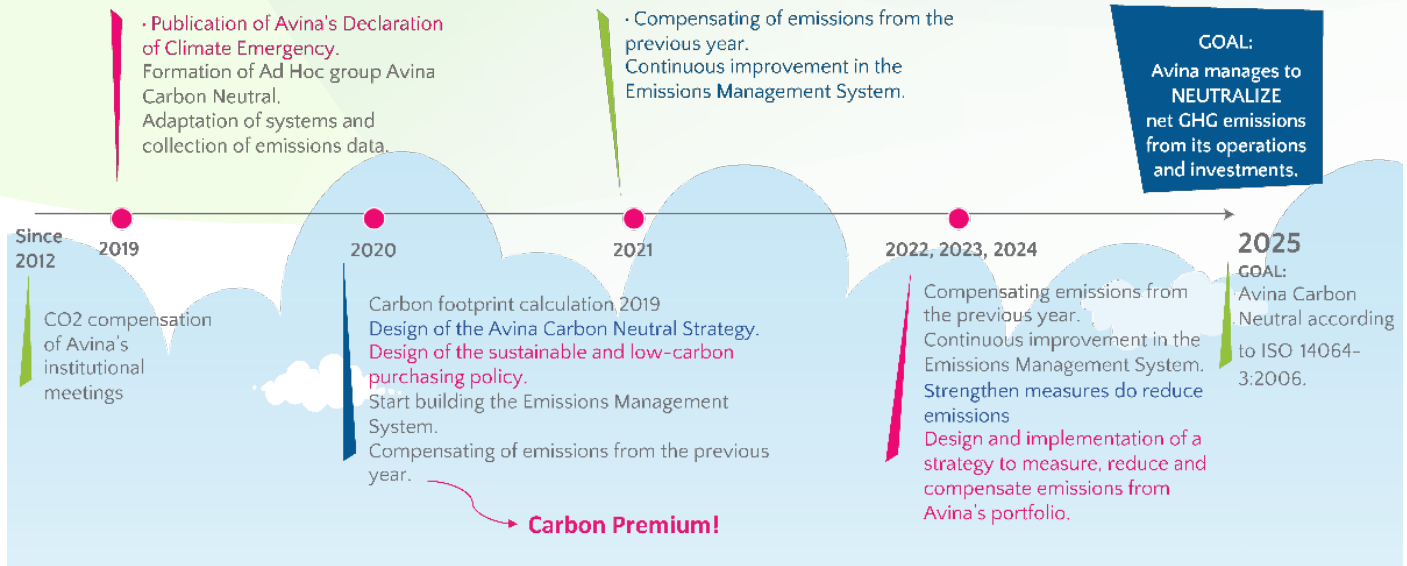 · Publication of Avina's Declaration
of Climate Emergency.
Formation of Ad Hoc group Avina
Carbon Neutral.
Adaptation of systems and
collection of emissions data.
· Compensating of emissions from the
previous year.
Continuous improvement in the
Emissions Management System.
GOAL:
Avina manages to
NEUTRALIZE
net GHG emissions
from its operations
and investments.
Since
2012
2019
2020
2021
2022, 2023, 2024
2025
CO2 compensation
of Avina's
institutional
meetings
Carbon footprint calculation 2019
Design of the Avina Carbon Neutral Strategy.
Design of the sustainable and low-carbon
purchasing policy.
Start building the Emissions Management
System.
Compensating of emissions from the previous
year.
Carbon Premium!
Compensating emissions from
the previous year.
Continuous improvement in the
Emissions Management System.
Strengthen measures do reduce
emissions
Design and implementation of a
strategy to measure, reduce and
compensate emissions from
Avina's portfolio.
GOAL:
Avina Carbon
Neutral according
to ISO 14064-
3:2006.